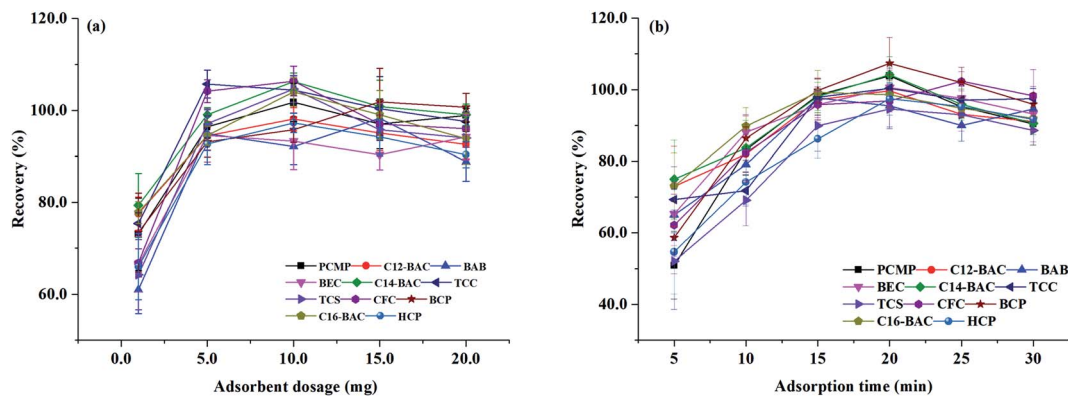 (a)
120.0
100.0
80.0
60.0
Recovery (%)
PCMP C12-BAC BAB
BEC C14-BAC TCC
TCS CFC BCP
C16-BAC HCP
0.0 5.0 10.0 15.0 20.0
Adsorbent dosage (mg)
(b)
120.0
100.0
80.0
60.0
40.0
Recovery (%)
PCMP C12-BAC BAB
BEC C14-BAC TCC
TCS CFC BCP
C16-BAC HCP
5 10 15 20 25 30
Adsorption time (min)